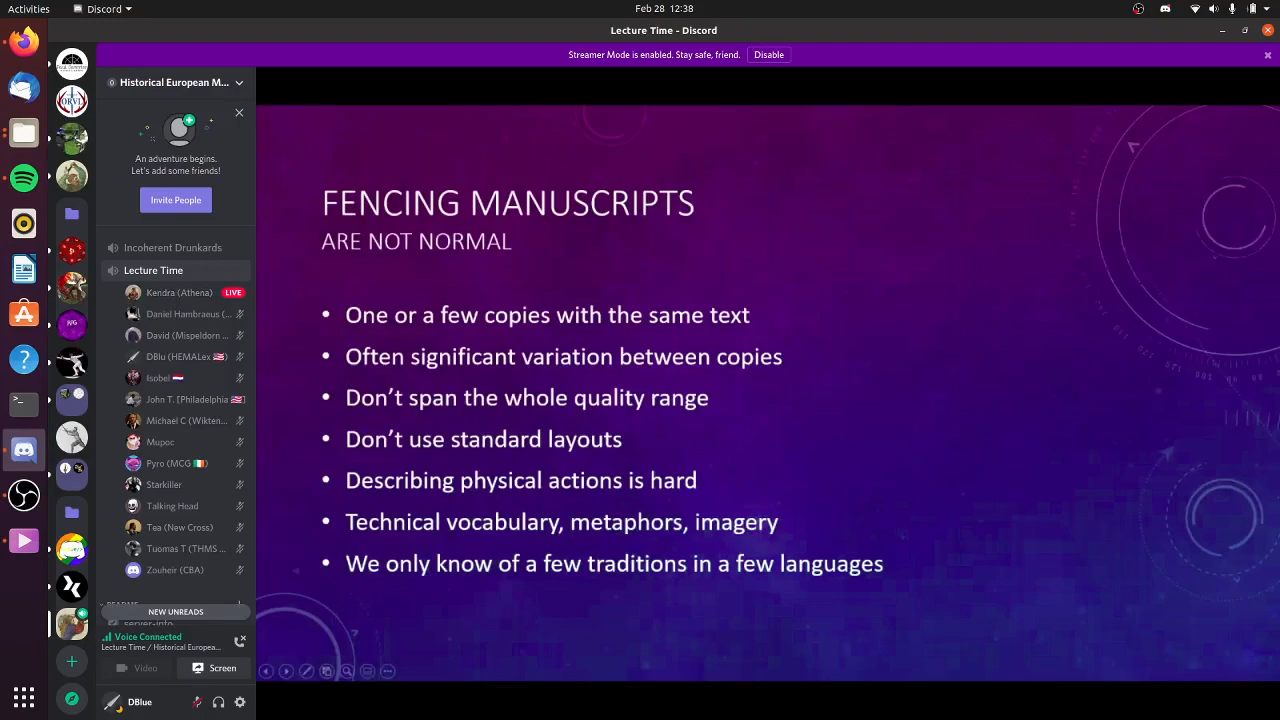 Activities
Discord
Feb 28 12:38
Lecture Time - Discord
Streamer Mode is enabled. Stay safe, friend.
Disable
Historical European M...
An adventure begins.
Let's add some friends!
Invite People
Incoherent Drunkards
Lecture Time
Kendra (Athena)
LIVE
Daniel Hambraeus (...
David (Mispeldorn ...
DBlu (HEMALex
Isobel
John T. [Philadelphia
Michael C (Wikten...
Mupoc
Pyro (MCG
Starkiller
Talking Head
Tea (New Cross)
Tuomas T (THMS ...
Zouheir (CBA)
NEW UNREADS
server-info
Voice Connected
Lecture Time / Historical Europea...
Video
Screen
DBlue
FENCING MANUSCRIPTS
ARE NOT NORMAL
• One or a few copies with the same text
• Often significant variation between copies
• Don't span the whole quality range
• Don't use standard layouts
• Describing physical actions is hard
• Technical vocabulary, metaphors, imagery
• We only know of a few traditions in a few languages